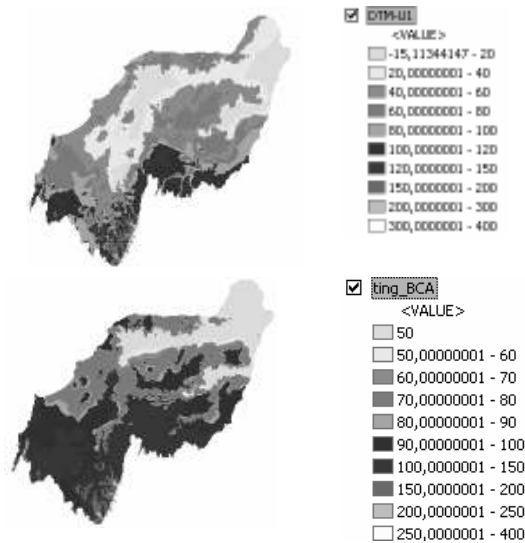 DTM-U1
<VALUE>
-15,11344147 - 20
20,00000001 - 40
40,00000001 - 60
60,00000001 - 80
80,00000001 - 100
100,0000001 - 120
120,0000001 - 150
150,0000001 - 200
200,0000001 - 300
300,0000001 - 400
ting_BCA
<VALUE>
50
50,00000001 - 60
60,00000001 - 70
70,00000001 - 80
80,00000001 - 90
90,00000001 - 100
100,0000001 - 150
150,0000001 - 200
200,0000001 - 250
250,0000001 - 400